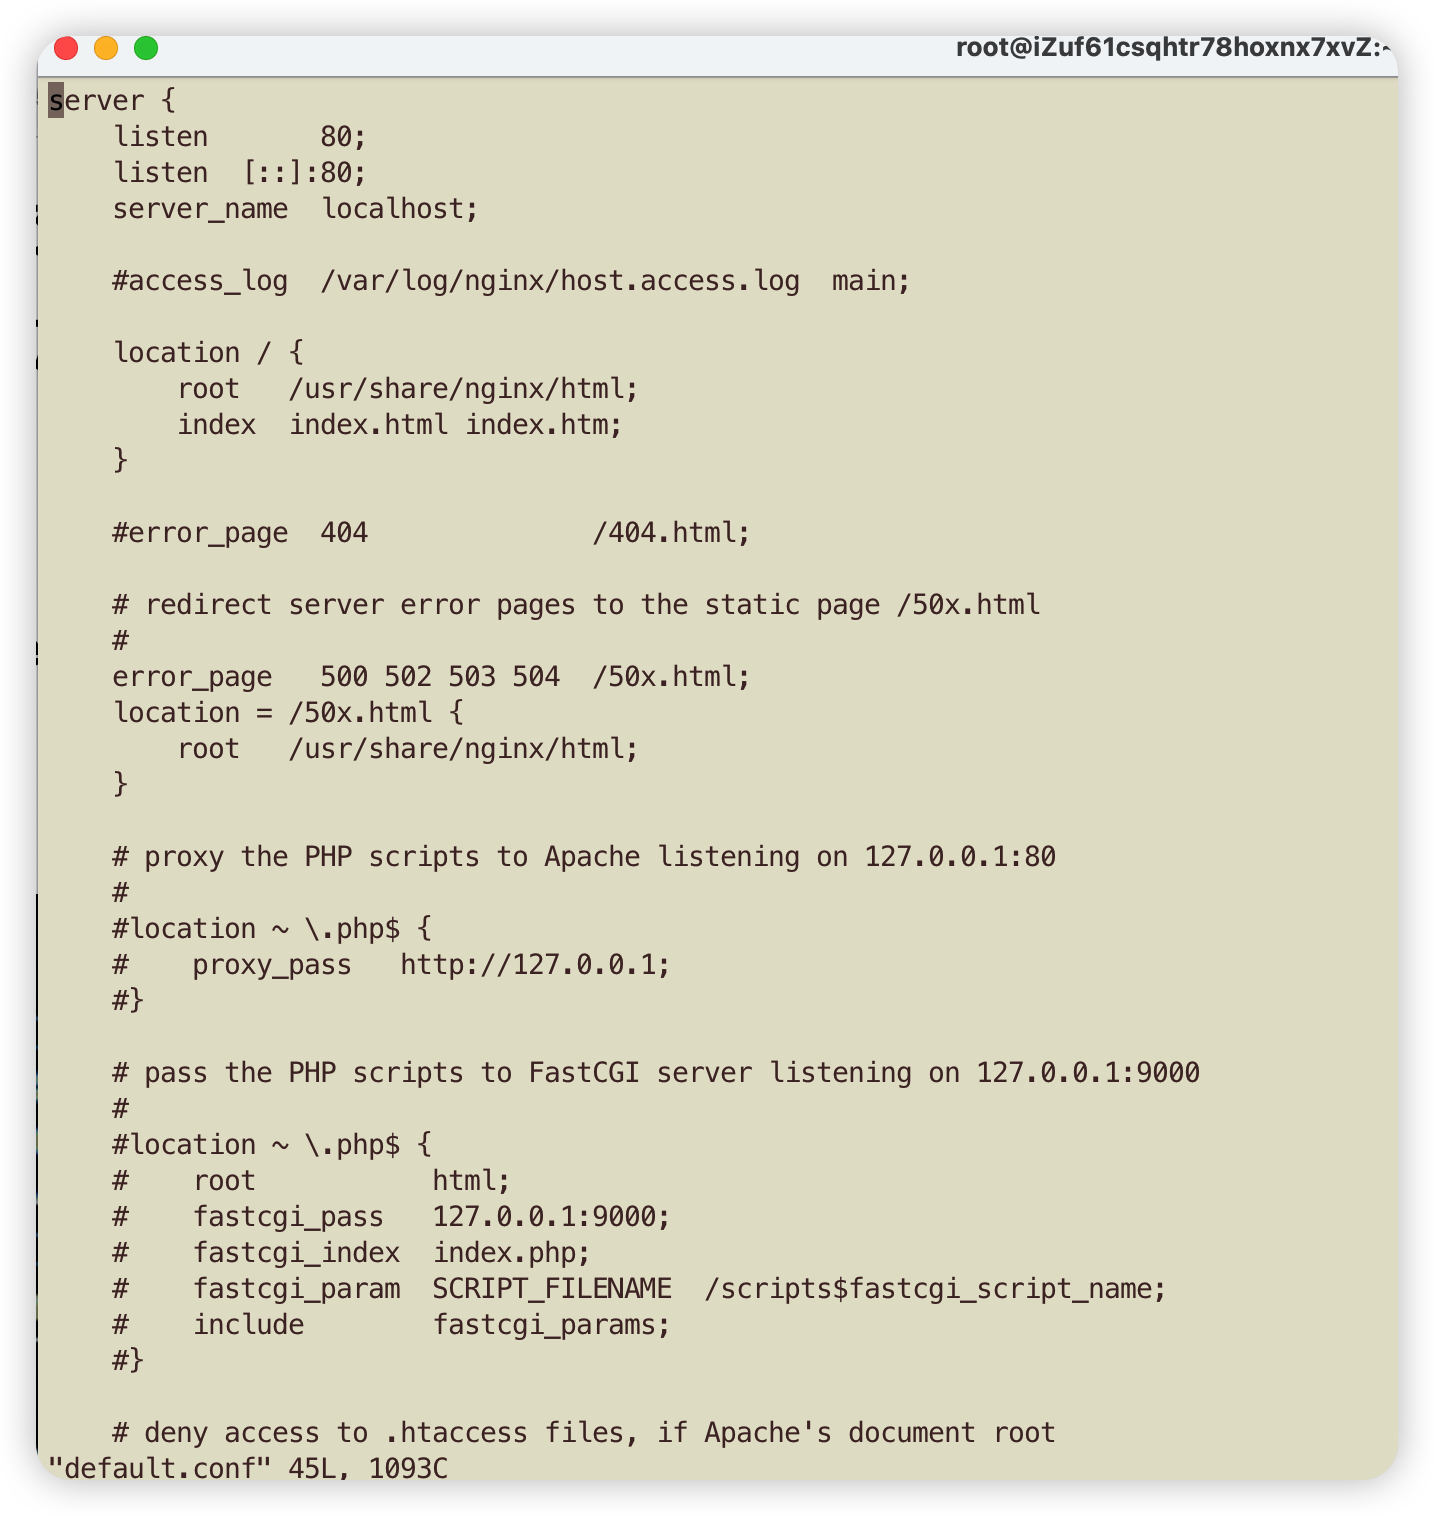 root@iZuf61csqhtr78hoxnx7xvZ:~
server {
    listen       80;
    listen  [::]:80;
    server_name  localhost;

    #access_log  /var/log/nginx/host.access.log  main;

    location / {
        root   /usr/share/nginx/html;
        index  index.html index.htm;
    }

    #error_page  404              /404.html;

    # redirect server error pages to the static page /50x.html
    #
    error_page   500 502 503 504  /50x.html;
    location = /50x.html {
        root   /usr/share/nginx/html;
    }

    # proxy the PHP scripts to Apache listening on 127.0.0.1:80
    #
    #location ~ \.php$ {
    #    proxy_pass   http://127.0.0.1;
    #}

    # pass the PHP scripts to FastCGI server listening on 127.0.0.1:9000
    #
    #location ~ \.php$ {
    #    root           html;
    #    fastcgi_pass   127.0.0.1:9000;
    #    fastcgi_index  index.php;
    #    fastcgi_param  SCRIPT_FILENAME  /scripts$fastcgi_script_name;
    #    include        fastcgi_params;
    #}

    # deny access to .htaccess files, if Apache's document root
"default.conf" 45L, 1093C